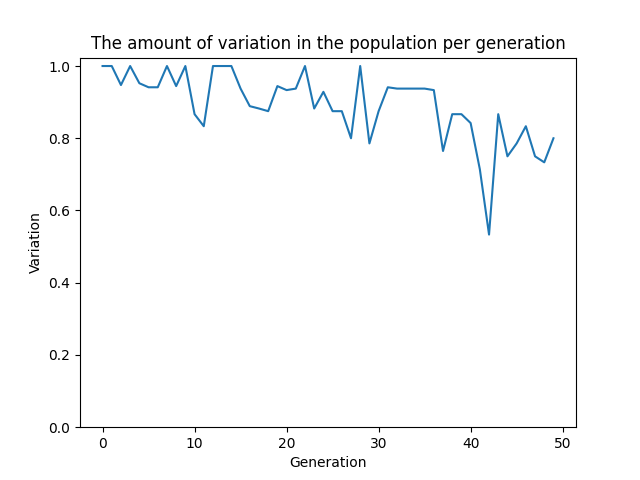 The amount of variation in the population per generation
1.0
0.8
0.6
0.4
0.2
0.0
Variation
0 10 20 30 40 50
Generation